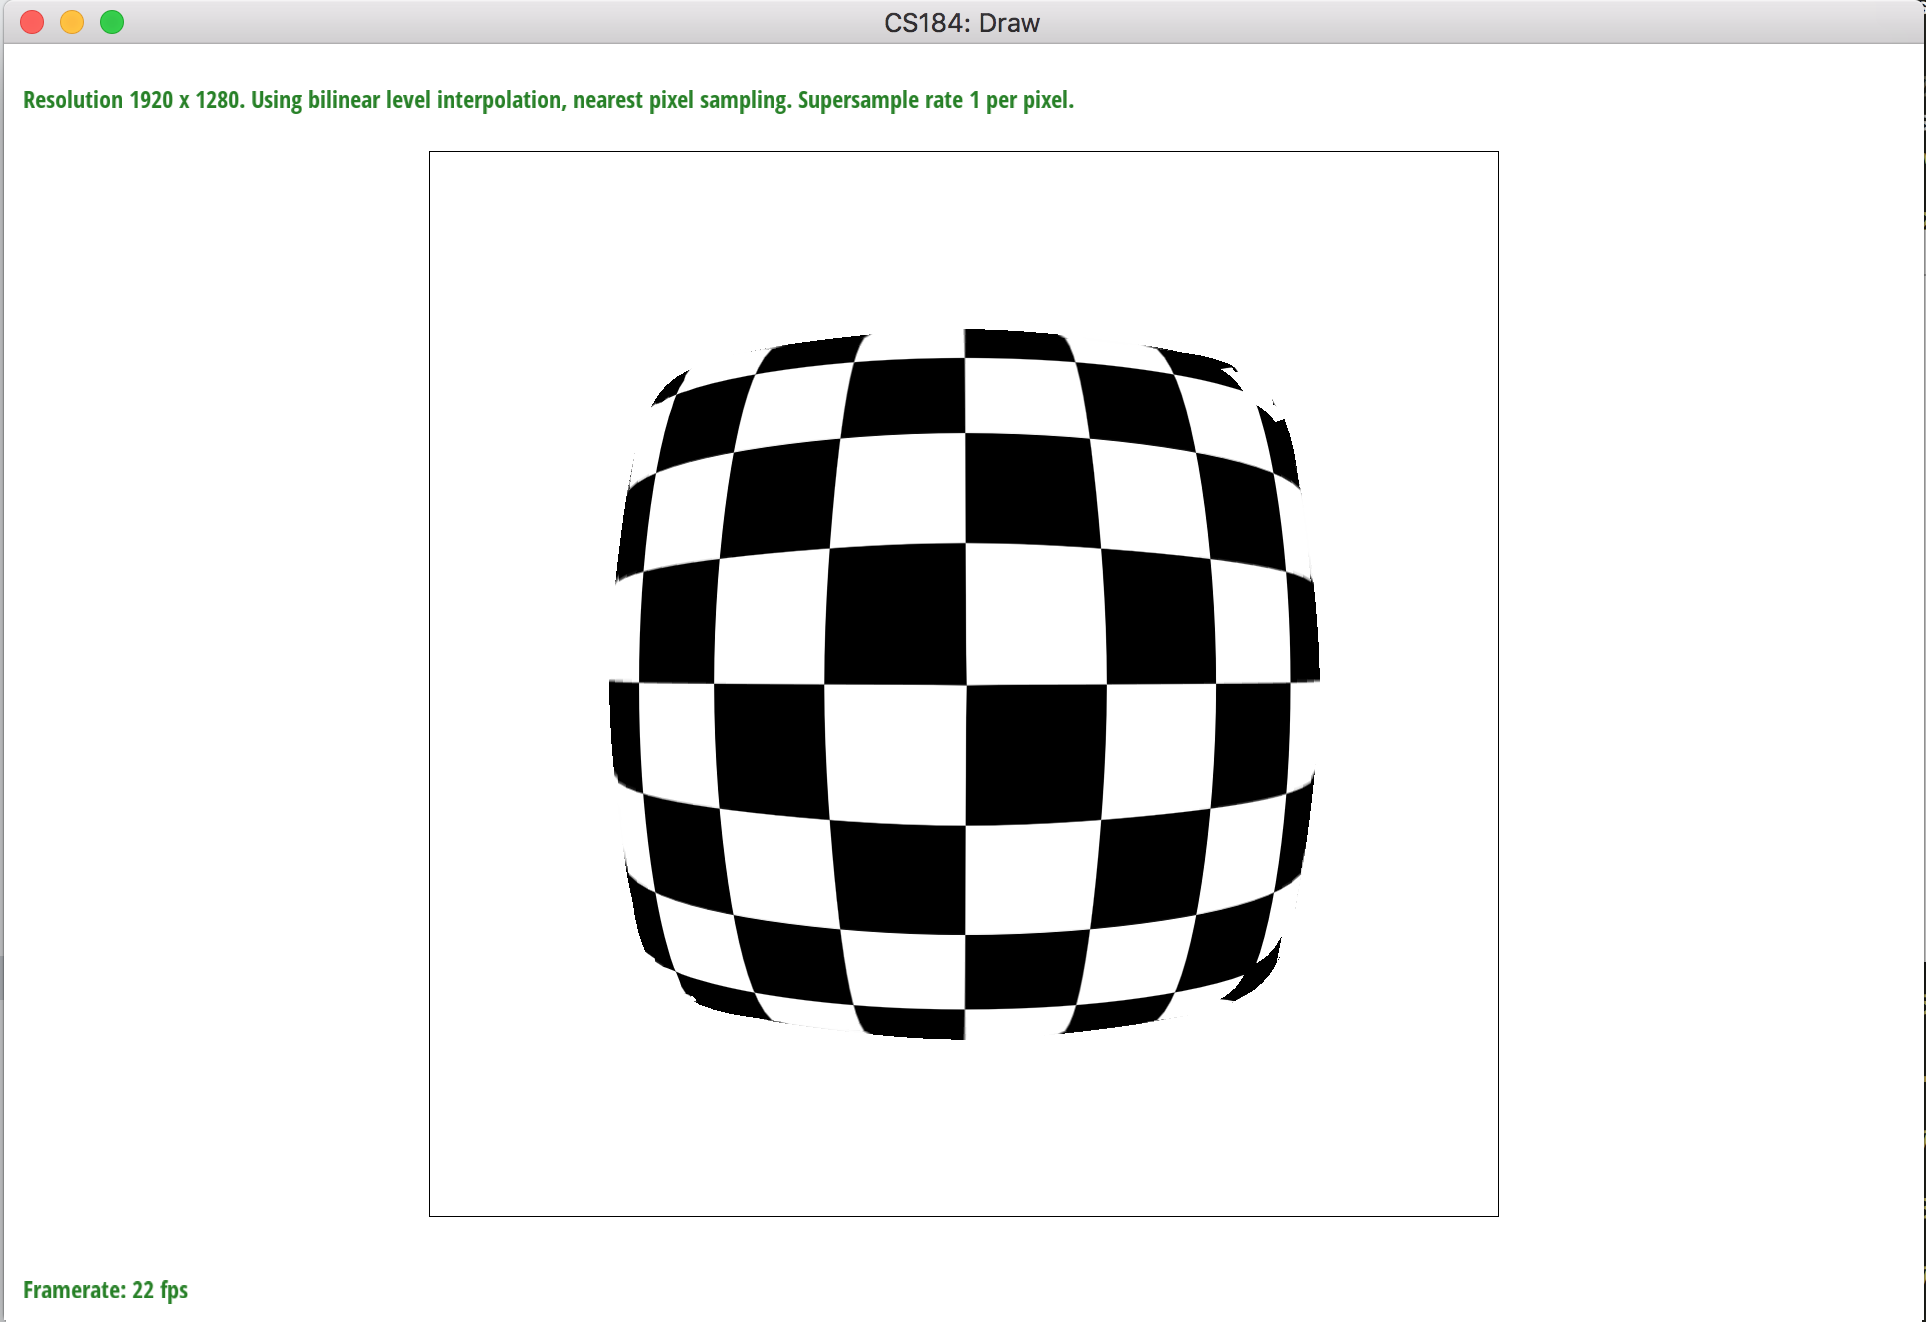 CS184: Draw
Resolution 1920 x 1280. Using bilinear level interpolation, nearest pixel sampling. Supersample rate 1 per pixel.
Framerate: 22 fps